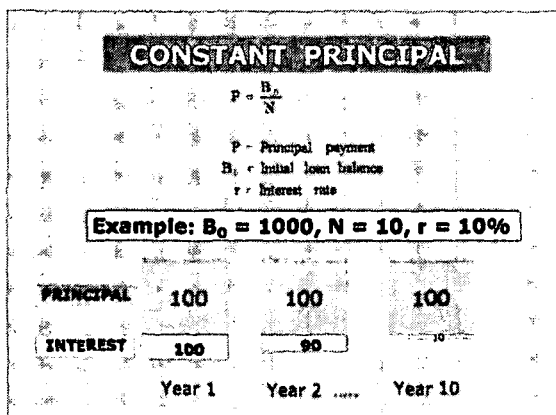 CONSTANT PRINCIPAL
P = B₀
N
P - Principal payment
B₀ - Initial loan balance
r - Interest rate
Example: B₀ = 1000, N = 10, r = 10%
PRINCIPAL 100 100 100
INTEREST 100 90 10
Year 1 Year 2 ..... Year 10